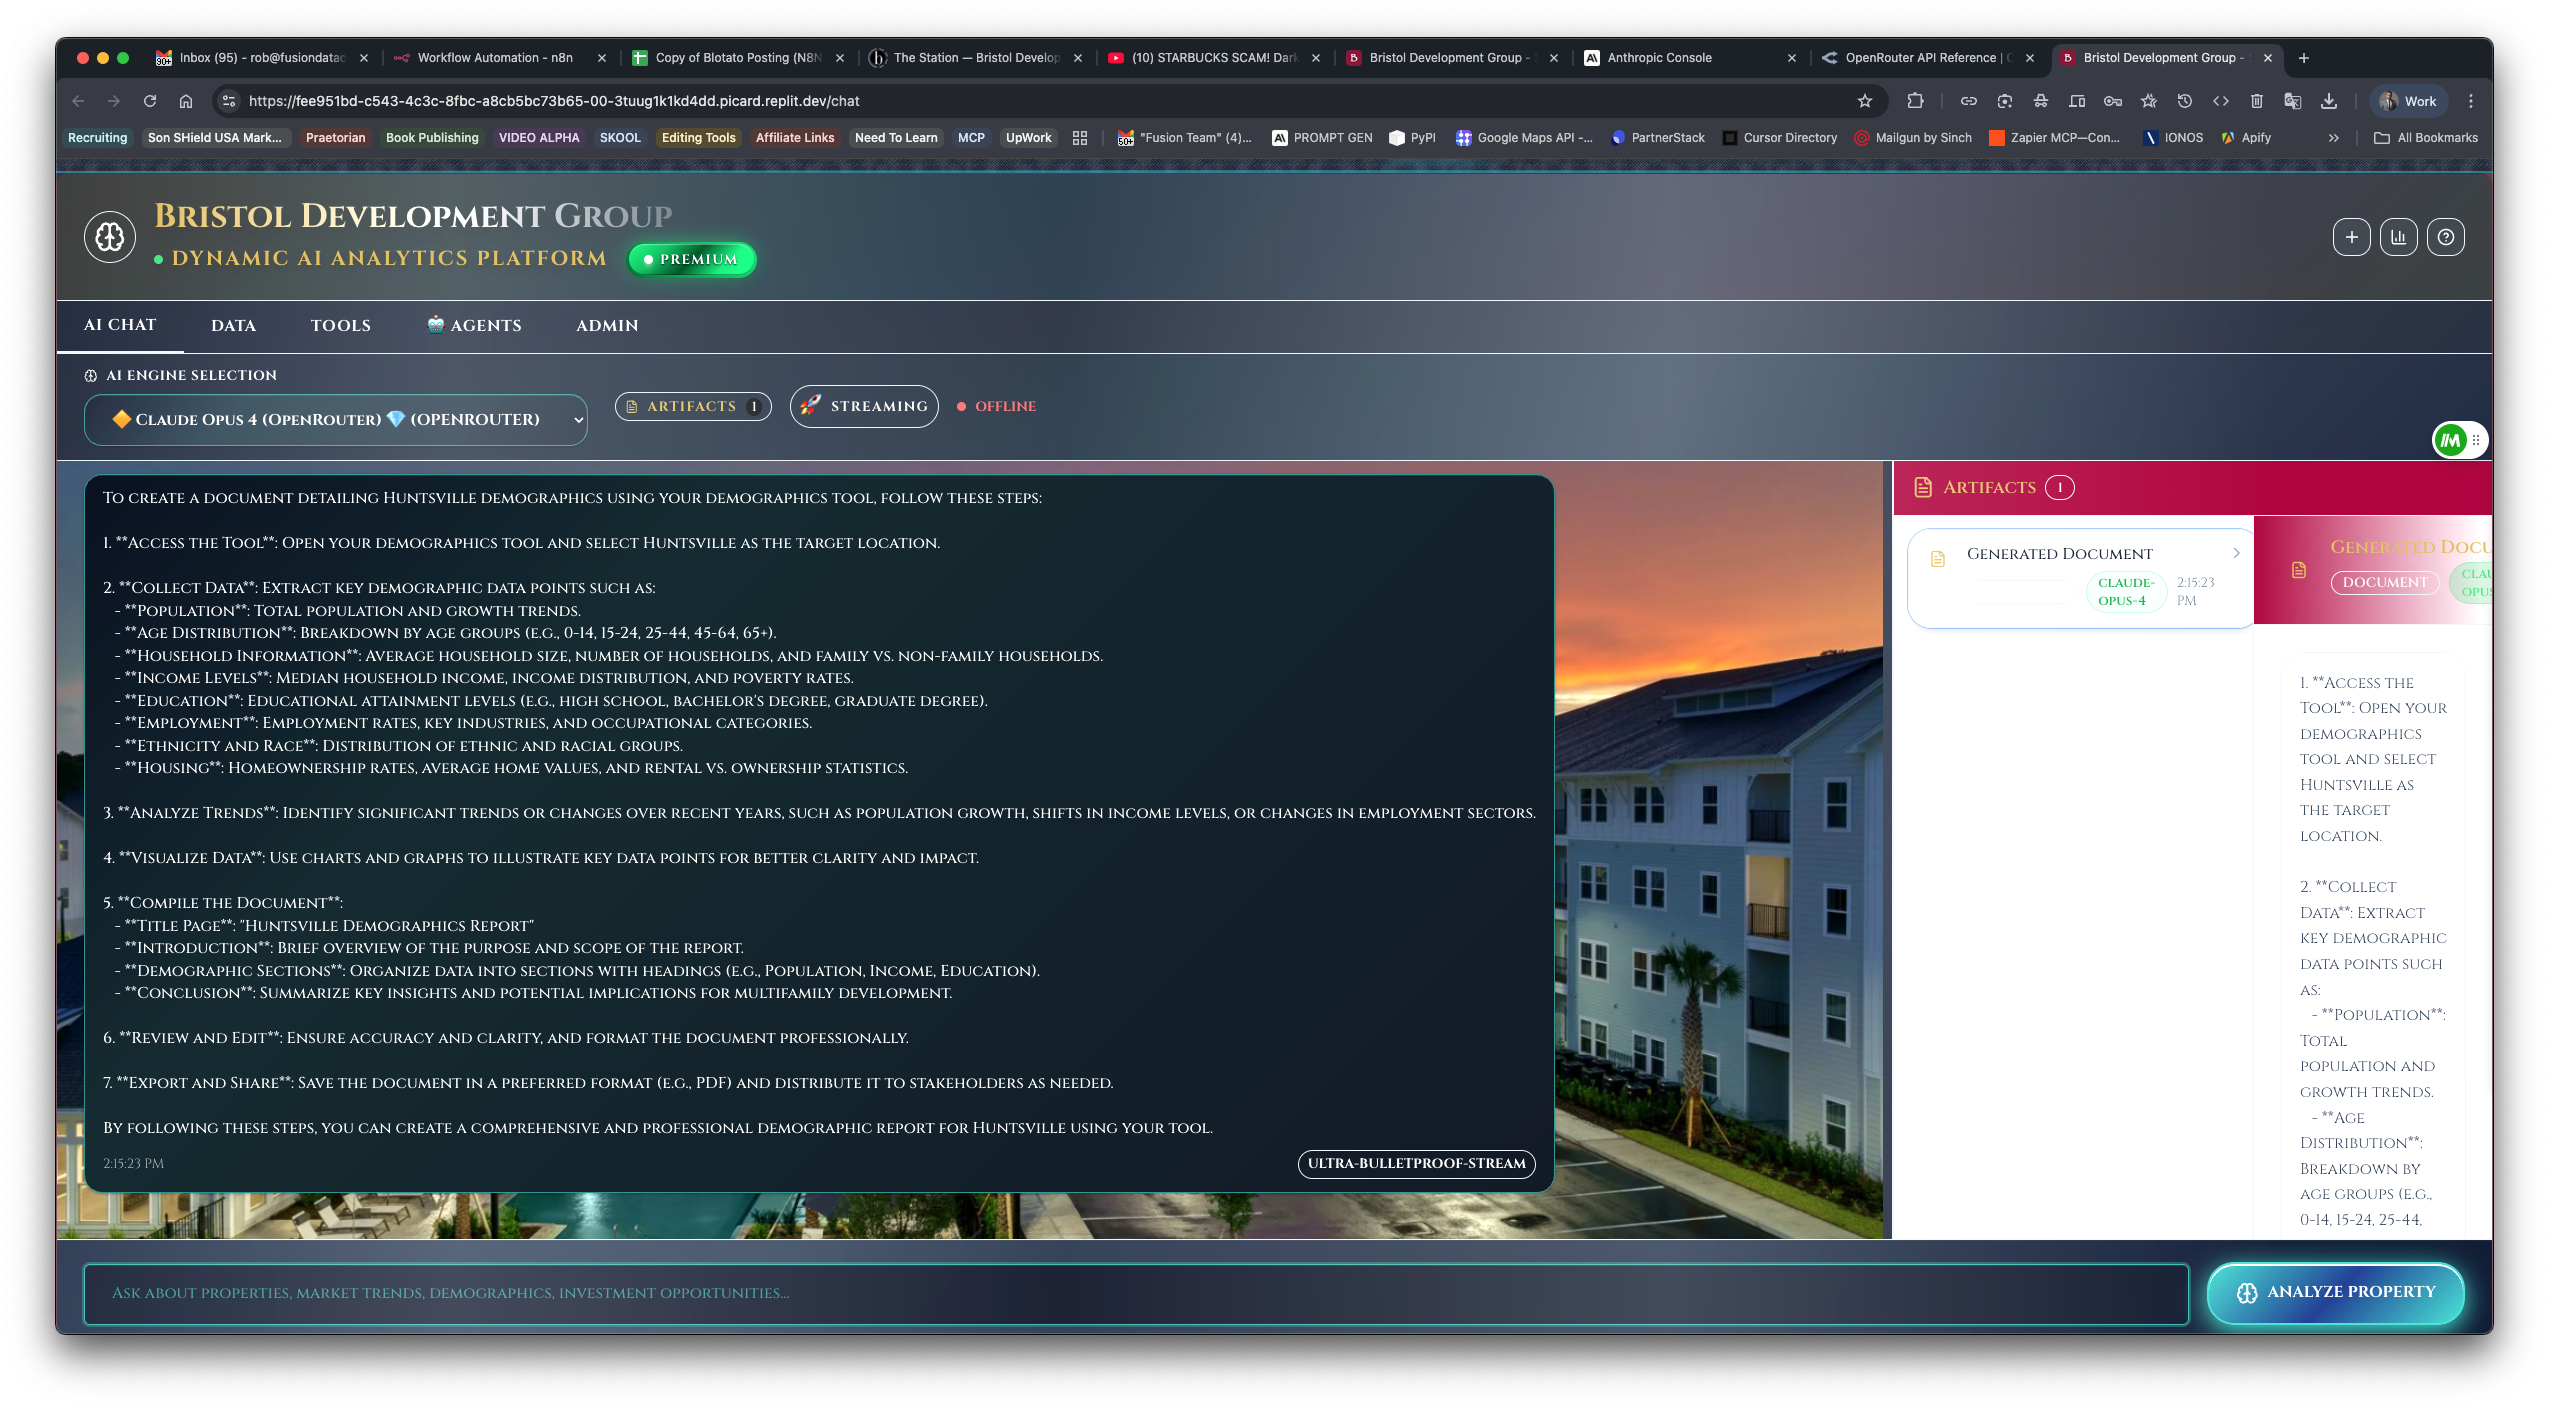 Inbox (95) - rob@fusiondatac
Workflow Automation - n8n
Copy of Blotato Posting (N8N
The Station — Bristol Develop
(10) STARBUCKS SCAM! Dark
Bristol Development Group -
Anthropic Console
OpenRouter API Reference |
Bristol Development Group -
https://fee951bd-c543-4c3c-8fbc-a8cb5bc73b65-00-3tuug1k1kd4dd.picard.replit.dev/chat
Work
Recruiting
Son SHield USA Mark...
Praetorian
Book Publishing
VIDEO ALPHA
SKOOL
Editing Tools
Affiliate Links
Need To Learn
MCP
UpWork
"Fusion Team" (4)...
PROMPT GEN
PyPI
Google Maps API -...
PartnerStack
Cursor Directory
Mailgun by Sinch
Zapier MCP—Con...
IONOS
Apify
All Bookmarks
Bristol Development Group
DYNAMIC AI ANALYTICS PLATFORM
PREMIUM
AI CHAT
DATA
TOOLS
AGENTS
ADMIN
AI ENGINE SELECTION
Claude Opus 4 (OpenRouter) (OPENROUTER)
ARTIFACTS 1
STREAMING
OFFLINE
To create a document detailing Huntsville demographics using your demographics tool, follow these steps:
1. **Access the Tool**: Open your demographics tool and select Huntsville as the target location.
2. **Collect Data**: Extract key demographic data points such as:
- **Population**: Total population and growth trends.
- **Age Distribution**: Breakdown by age groups (e.g., 0-14, 15-24, 25-44, 45-64, 65+).
- **Household Information**: Average household size, number of households, and family vs. non-family households.
- **Income Levels**: Median household income, income distribution, and poverty rates.
- **Education**: Educational attainment levels (e.g., high school, bachelor's degree, graduate degree).
- **Employment**: Employment rates, key industries, and occupational categories.
- **Ethnicity and Race**: Distribution of ethnic and racial groups.
- **Housing**: Homeownership rates, average home values, and rental vs. ownership statistics.
3. **Analyze Trends**: Identify significant trends or changes over recent years, such as population growth, shifts in income levels, or changes in employment sectors.
4. **Visualize Data**: Use charts and graphs to illustrate key data points for better clarity and impact.
5. **Compile the Document**:
- **Title Page**: "Huntsville Demographics Report"
- **Introduction**: Brief overview of the purpose and scope of the report.
- **Demographic Sections**: Organize data into sections with headings (e.g., Population, Income, Education).
- **Conclusion**: Summarize key insights and potential implications for multifamily development.
6. **Review and Edit**: Ensure accuracy and clarity, and format the document professionally.
7. **Export and Share**: Save the document in a preferred format (e.g., PDF) and distribute it to stakeholders as needed.
By following these steps, you can create a comprehensive and professional demographic report for Huntsville using your tool.
2:15:23 PM
ULTRA-BULLETPROOF-STREAM
Artifacts 1
Generated Document
CLAUDE-
OPUS-4
2:15:23
PM
Generated Docu
DOCUMENT
CLAU
OPUS
1. **Access the
Tool**: Open your
demographics
tool and select
Huntsville as
the target
location.
2. **Collect
Data**: Extract
key demographic
data points such
as:
- **Population**:
Total
population and
growth trends.
- **Age
Distribution**:
Breakdown by
age groups (e.g.,
0-14, 15-24, 25-44,
Ask about properties, market trends, demographics, investment opportunities...
ANALYZE PROPERTY